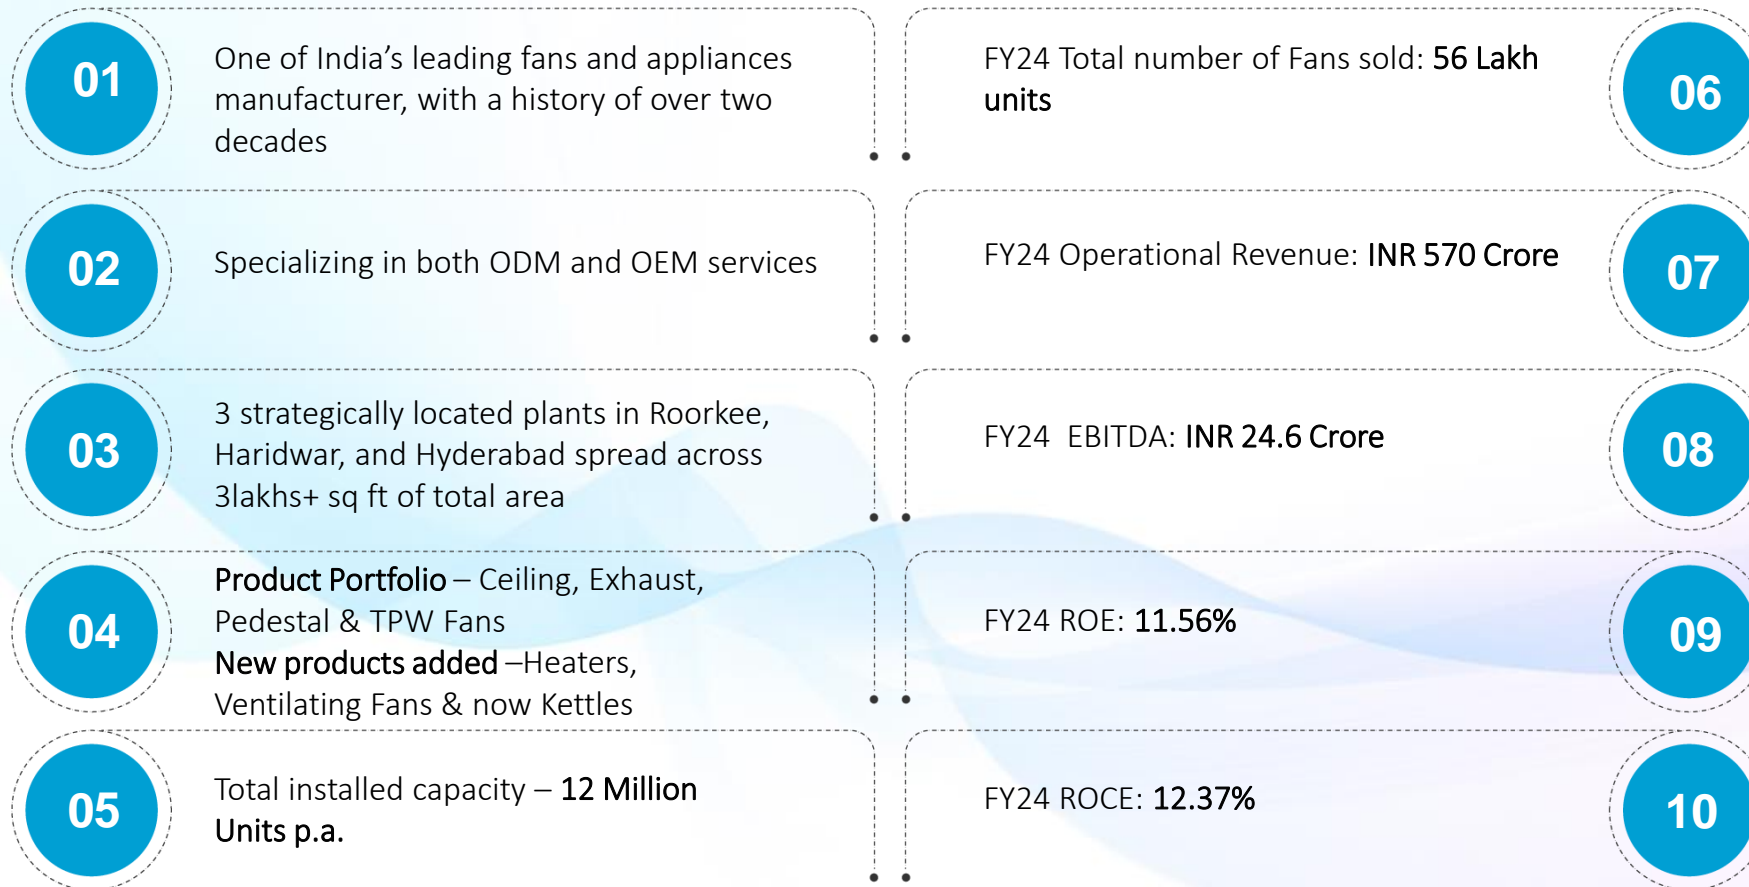 01
One of India’s leading fans and appliances
manufacturer, with a history of over two
decades
02
Specializing in both ODM and OEM services
03
3 strategically located plants in Roorkee,
Haridwar, and Hyderabad spread across
3lakhs+ sq ft of total area
04
Product Portfolio – Ceiling, Exhaust,
Pedestal & TPW Fans
New products added –Heaters,
Ventilating Fans & now Kettles
05
Total installed capacity – 12 Million
Units p.a.
FY24 Total number of Fans sold: 56 Lakh
units
06
FY24 Operational Revenue: INR 570 Crore
07
FY24  EBITDA: INR 24.6 Crore
08
FY24 ROE: 11.56%
09
FY24 ROCE: 12.37%
10